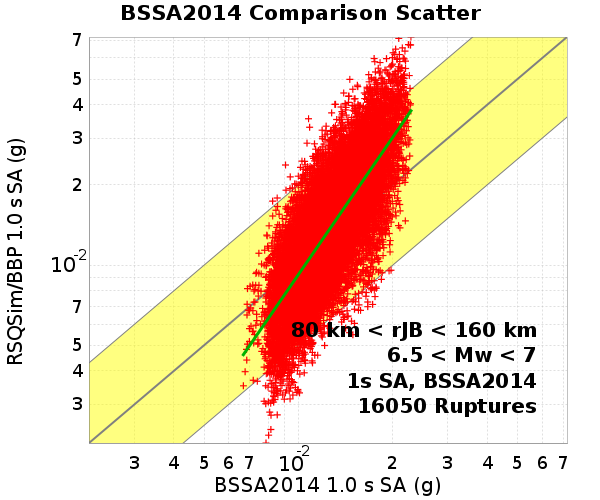 BSSA2014 Comparison Scatter
7
5
4
3
2
10-2
7
5
4
3
RSQSim/BBP 1.0 s SA (g)
80 km < rJB < 160 km
6.5 < Mw < 7
1s SA, BSSA2014
16050 Ruptures
3 4 5 6 7 10-2 2 3 4 5 6 7
BSSA2014 1.0 s SA (g)